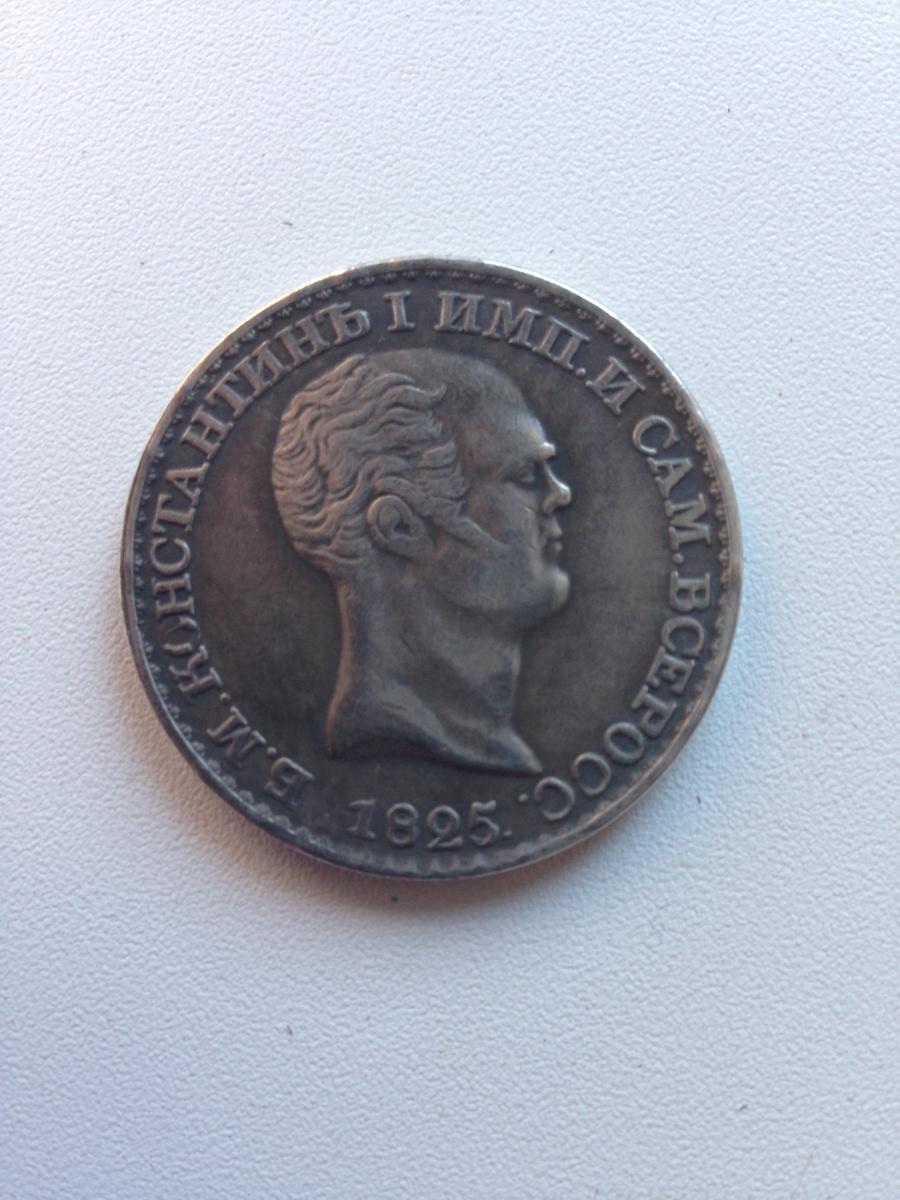 Б. М. КОНСТАНТИНЪ I ИМП. И САМ. ВСЕРОСС.
1825.